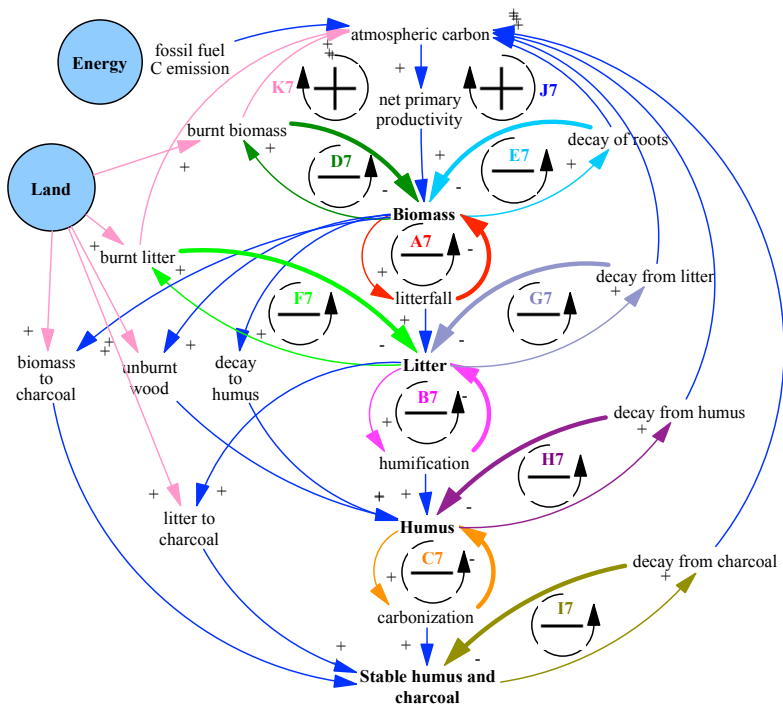 Energy
fossil fuel
C emission
atmospheric carbon
K7
J7
net primary
productivity
burnt biomass
decay of roots
D7
E7
Land
Biomass
A7
burnt litter
litterfall
decay from litter
F7
G7
biomass
to
charcoal
unburnt
wood
decay
to
humus
Litter
B7
decay from humus
humification
H7
litter to
charcoal
Humus
C7
decay from charcoal
carbonization
I7
Stable humus and
charcoal